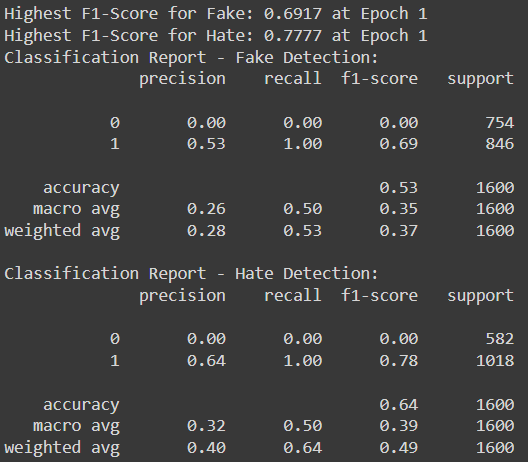 Highest F1-Score for Fake: 0.6917 at Epoch 1
Highest F1-Score for Hate: 0.7777 at Epoch 1
Classification Report - Fake Detection:
precision recall f1-score support
0 0.00 0.00 0.00 754
1 0.53 1.00 0.69 846
accuracy 0.53 1600
macro avg 0.26 0.50 0.35 1600
weighted avg 0.28 0.53 0.37 1600
Classification Report - Hate Detection:
precision recall f1-score support
0 0.00 0.00 0.00 582
1 0.64 1.00 0.78 1018
accuracy 0.64 1600
macro avg 0.32 0.50 0.39 1600
weighted avg 0.40 0.64 0.49 1600